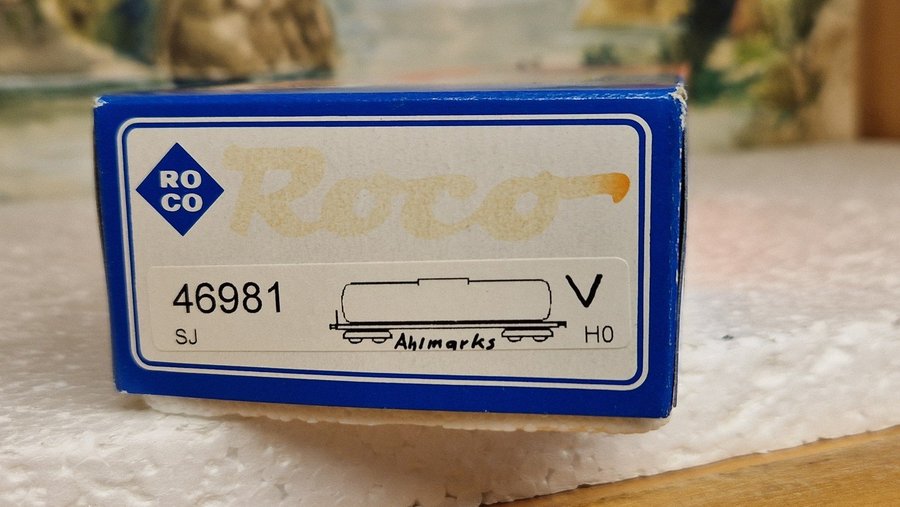 RO
CO
Roco
46981
V
SJ
Ahlmarks
H0